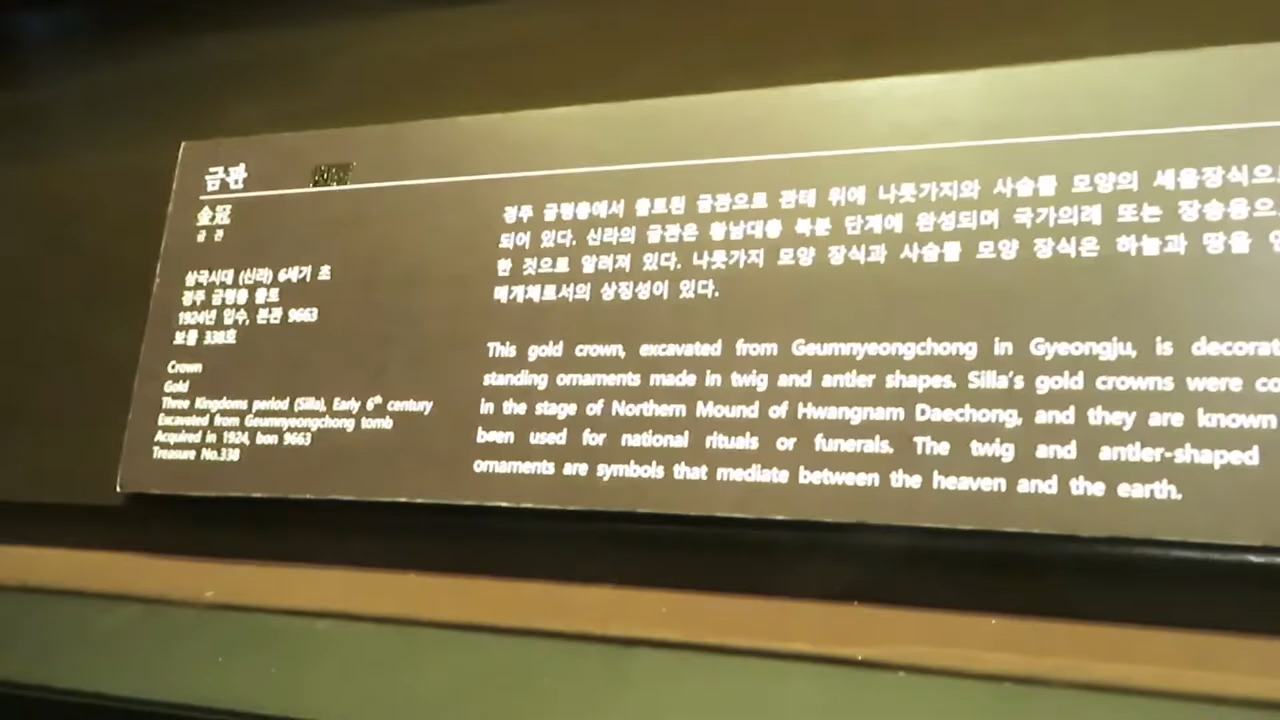 금관
金冠
금관
삼국시대 (신라) 6세기 초
경주 금령총 출토
1924년 입수, 본관 9663
보물 338호
Crown
Gold
Three Kingdoms period (Silla), Early 6th century
Excavated from Geumnyeongchong tomb
Acquired in 1924, bon 9663
Treasure No.338
경주 금령총에서 출토된 금관으로 관테 위에 나뭇가지와 사슴뿔 모양의 세움장식으로
되어 있다. 신라의 금관은 황남대총 북분 단계에 완성되며 국가의례 또는 장송용으
한 것으로 알려져 있다. 나뭇가지 모양 장식과 사슴뿔 모양 장식은 하늘과 땅을
매개체로서의 상징성이 있다.
This gold crown, excavated from Geumnyeongchong in Gyeongju, is decorat
standing ornaments made in twig and antler shapes. Silla's gold crowns were co
in the stage of Northern Mound of Hwangnam Daechong, and they are known
been used for national rituals or funerals. The twig and antler-shaped
ornaments are symbols that mediate between the heaven and the earth.